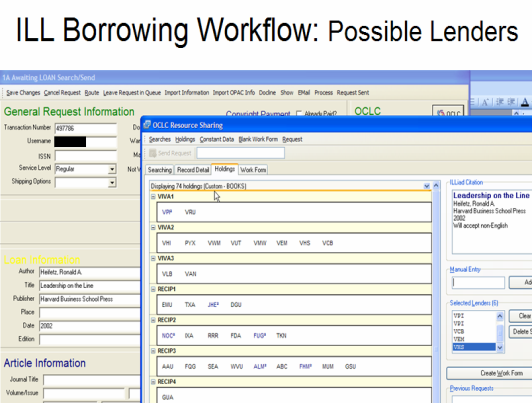 ILL Borrowing Workflow: Possible Lenders
1A Awaiting LOAN Search/Send
Save Changes Cancel Request Route Leave Request in Queue Import Information Import OPAC Info Docline Show EMail Process Request Sent
General Request Information
Copyright Payment Already Paid?
OCLC
OCLC
Transaction Number 497786
Username
ISSN
Service Level Regular
Shipping Options
Not V
OCLC Resource Sharing
Searches Holdings Constant Data Blank Work Form Request
Send Request
Searching Record Detail Holdings Work Form
Displaying 74 holdings (Custom - BOOKS)
VIVA1
VP@ VRU
VIVA2
VHI PYX VWM VUT VMW VEM VHS VCB
VIVA3
VLB VAN
RECIP1
EMU TXA JHE DGU
RECIP2
NOC IXA RRR FDA FUG TKN
RECIP3
AAU FQG SEA WVU ALM ABC FHM MUM GSU
RECIP4
GUA
ILLiad Citation
Leadership on the Line
Heifetz, Ronald A.
Harvard Business School Press
2002
Will accept non-English
Manual Entry
Selected Lenders (6)
VPI
VPI
VCB
VEM
Clear
Delete S
Create Work Form
Previous Requests
Loan Information
Author Heifetz, Ronald A.
Title Leadership on the Line
Publisher Harvard Business School Press
Place
Date 2002
Edition
Article Information
Journal Title
Volume/Issue